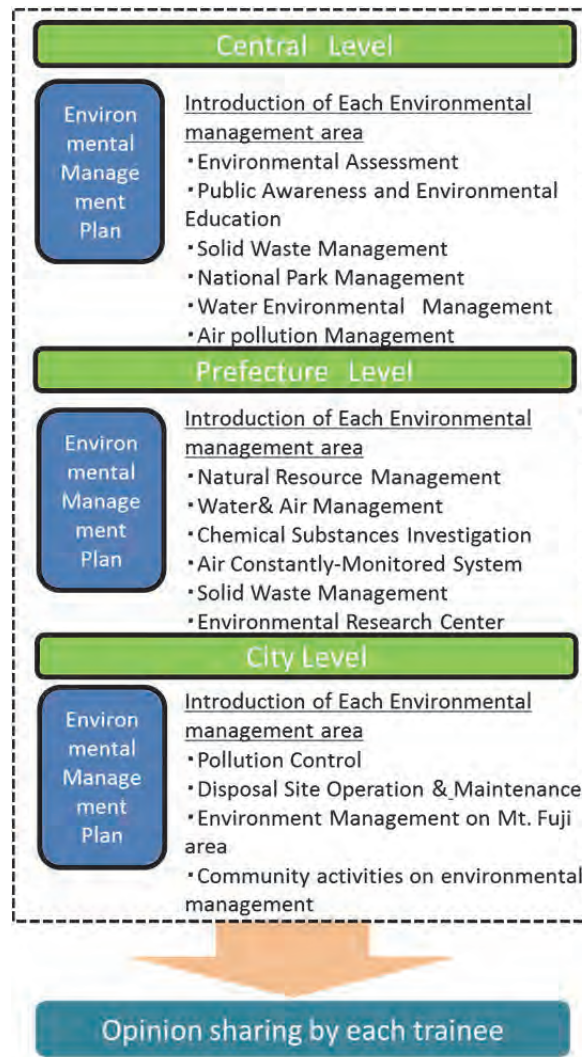 Central Level
Environ
mental
Manage
ment
Plan
Introduction of Each Environmental
management area
・Environmental Assessment
・Public Awareness and Environmental
Education
・Solid Waste Management
・National Park Management
・Water Environmental Management
・Air pollution Management
Prefecture Level
Environ
mental
Manage
ment
Plan
Introduction of Each Environmental
management area
・Natural Resource Management
・Water& Air Management
・Chemical Substances Investigation
・Air Constantly-Monitored System
・Solid Waste Management
・Environmental Research Center
City Level
Environ
mental
Manage
ment
Plan
Introduction of Each Environmental
management area
・Pollution Control
・Disposal Site Operation & Maintenance
・Environment Management on Mt. Fuji
area
・Community activities on environmental
management
Opinion sharing by each trainee